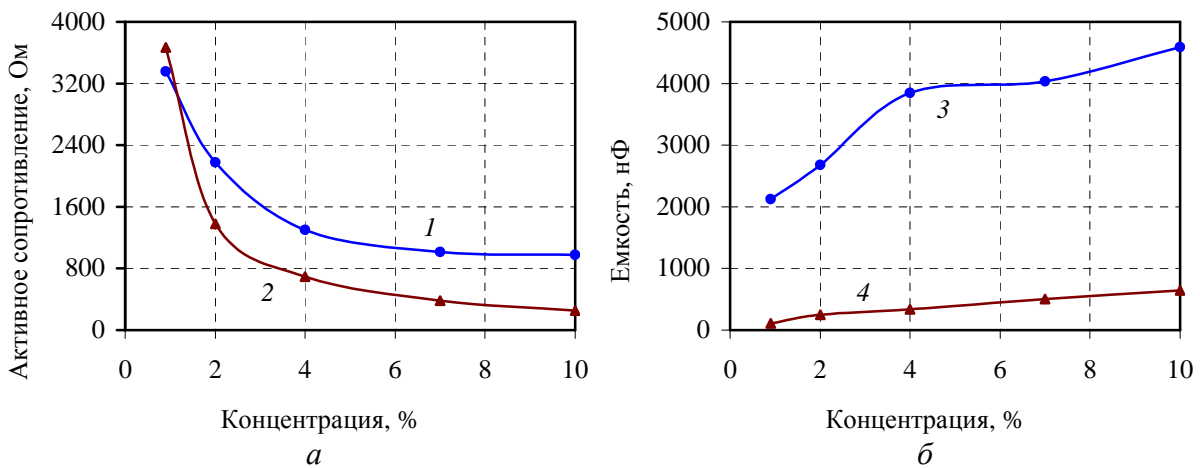 Активное сопротивление, Ом
4000
3200
2400
1600
800
0
0 2 4 6 8 10
1
2
Концентрация, %
а
Емкость, нФ
5000
4000
3000
2000
1000
0
0 2 4 6 8 10
3
4
Концентрация, %
б